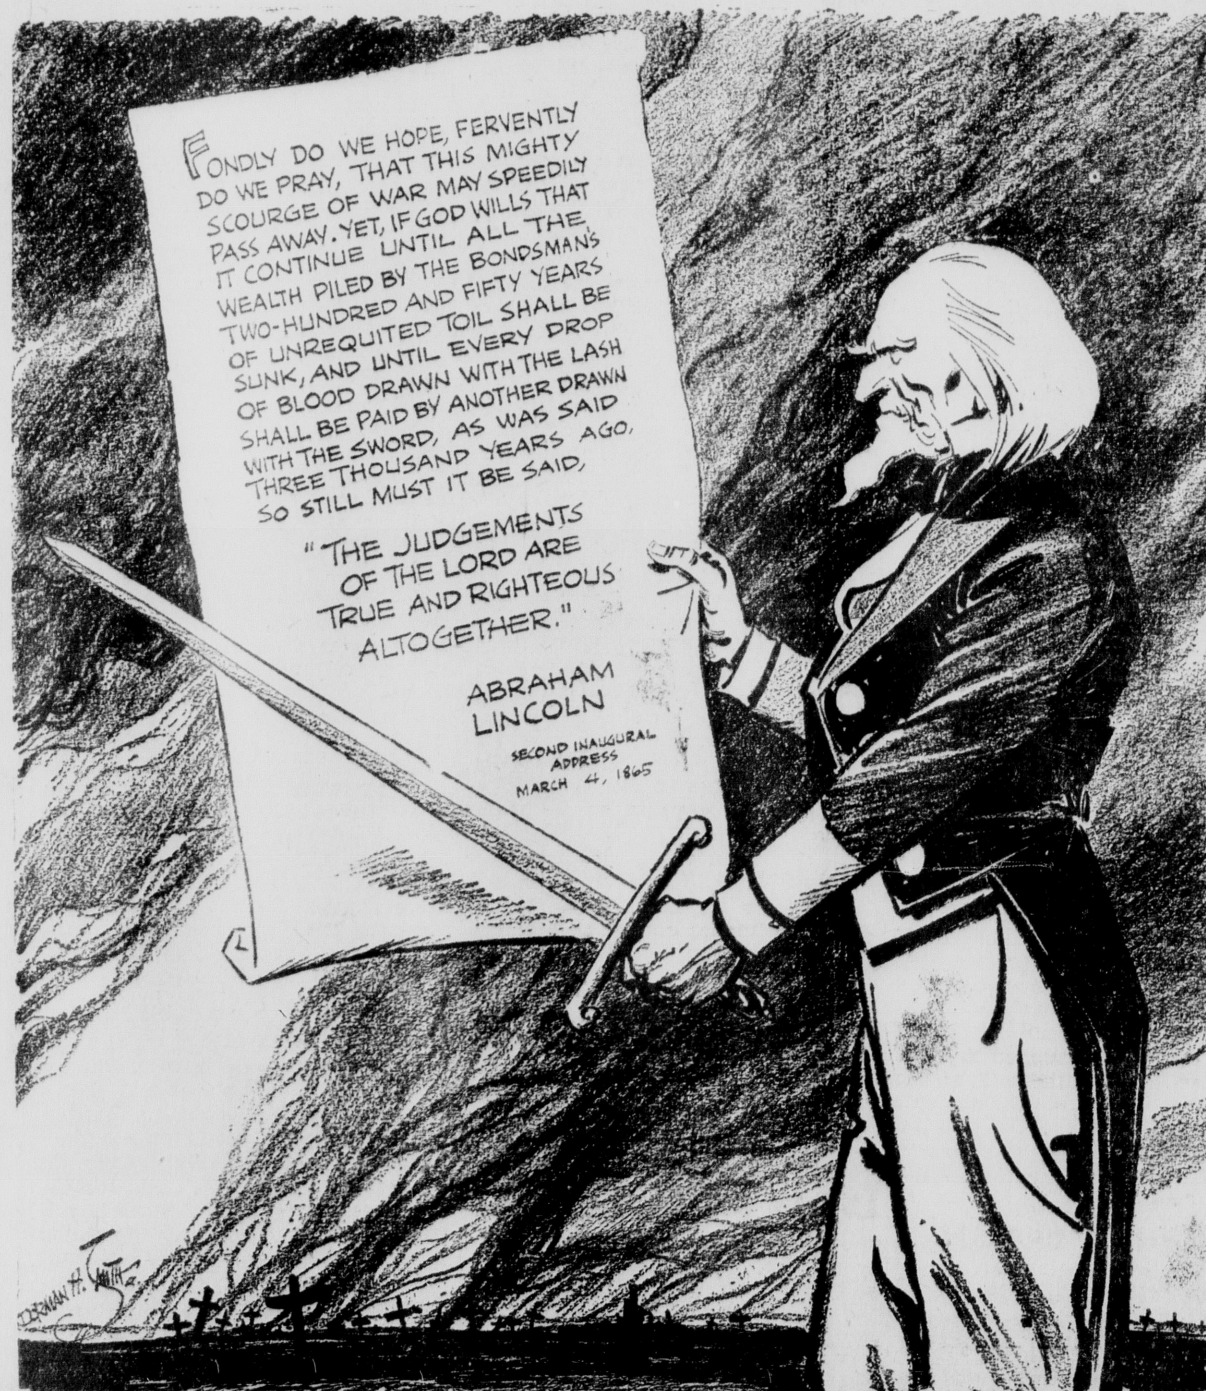 FONDLY DO WE HOPE, FERVENTLY
DO WE PRAY, THAT THIS MIGHTY
SCOURGE OF WAR MAY SPEEDILY
PASS AWAY. YET, IF GOD WILLS THAT
IT CONTINUE UNTIL ALL THE
WEALTH PILED BY THE BONDSMAN'S
TWO-HUNDRED AND FIFTY YEARS
OF UNREQUITED TOIL SHALL BE
SUNK, AND UNTIL EVERY DROP
OF BLOOD DRAWN WITH THE LASH
SHALL BE PAID BY ANOTHER DRAWN
WITH THE SWORD, AS WAS SAID
THREE THOUSAND YEARS AGO,
SO STILL MUST IT BE SAID,
"THE JUDGEMENTS
OF THE LORD ARE
TRUE AND RIGHTEOUS
ALTOGETHER."
ABRAHAM
LINCOLN
SECOND INAUGURAL
ADDRESS
MARCH 4, 1865
H. SMITH